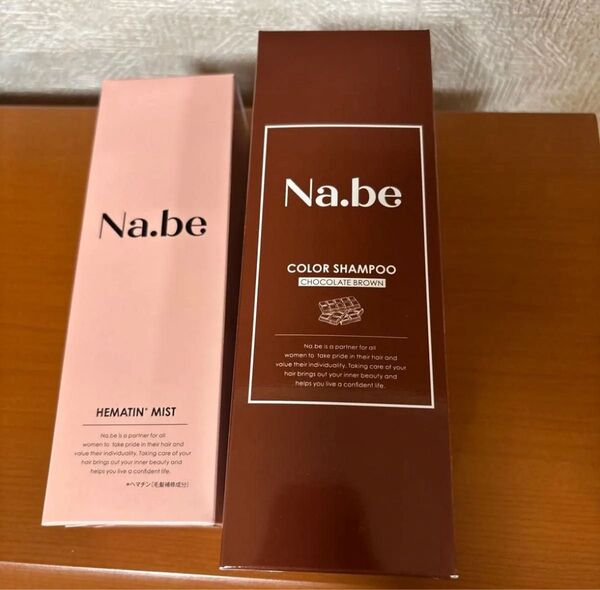 Na.be
HEMATIN* MIST
Na.be is a partner for all
women to take pride in their hair and
value their individuality. Taking care of your
hair brings out your inner beauty and
helps you live a confident life.
*ヘマチン[毛髪補修成分]
Na.be
COLOR SHAMPOO
CHOCOLATE BROWN
Na.be is a partner for all
women to take pride in their hair and
value their individuality. Taking care of your
hair brings out your inner beauty and
helps you live a confident life.